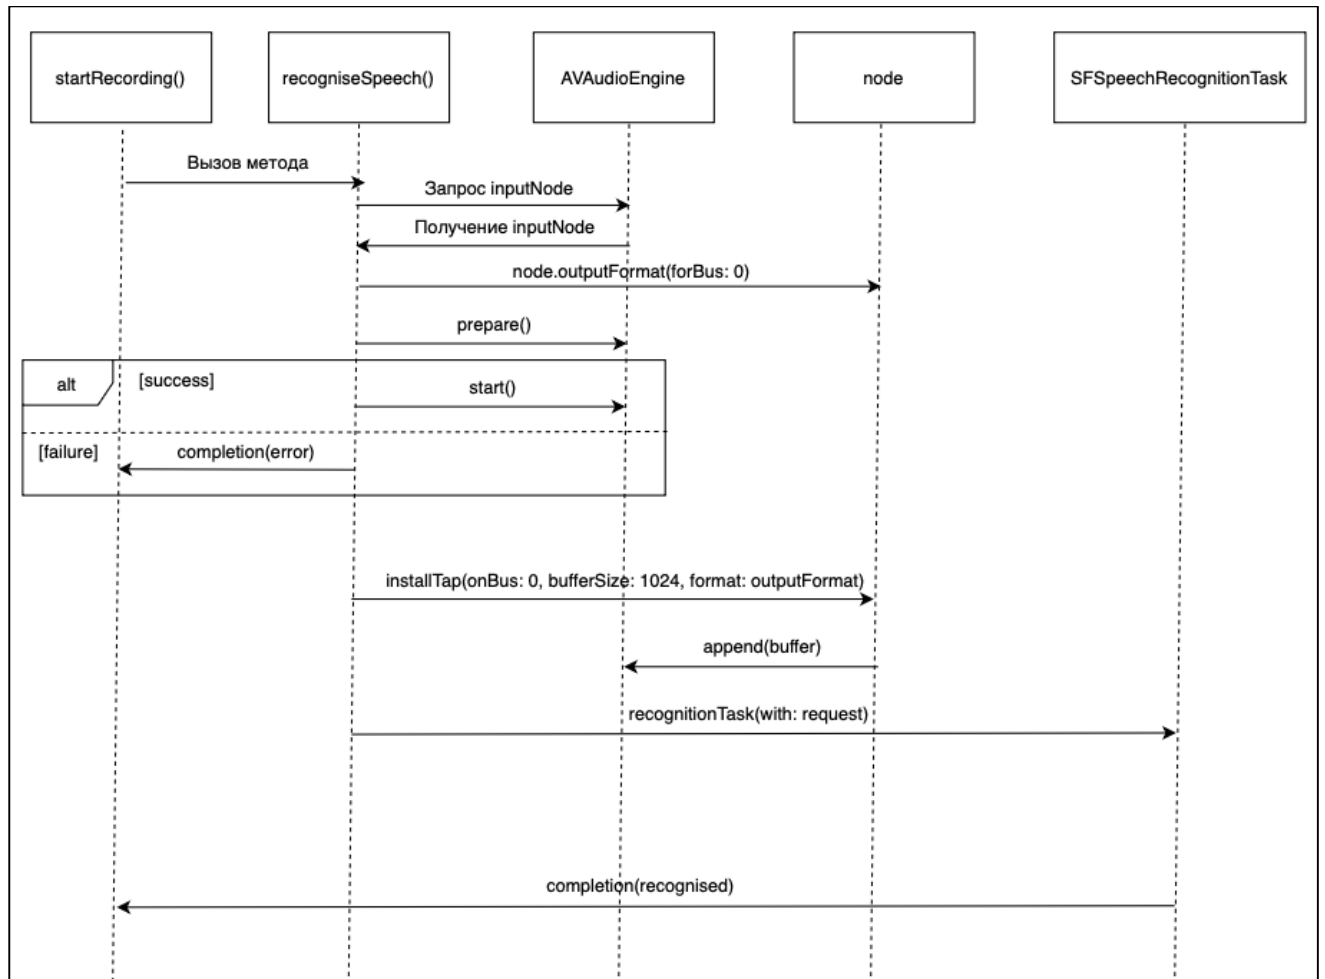 startRecording()
recogniseSpeech()
AVAudioEngine
node
SFSpeechRecognitionTask
Вызов метода
Запрос inputNode
Получение inputNode
node.outputFormat(forBus: 0)
prepare()
alt
[success]
start()
[failure]
completion(error)
installTap(onBus: 0, bufferSize: 1024, format: outputFormat)
append(buffer)
recognitionTask(with: request)
completion(recognised)